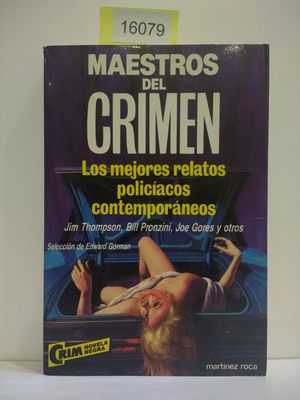 16079
MAESTROS
DEL
CRIMEN
Los mejores relatos
policíacos
contemporáneos
Jim Thompson, Bill Pronzini, Joe Gores y otros
Selección de Edward Gorman
CRIM NOVELA
NEGRA
martínez roca